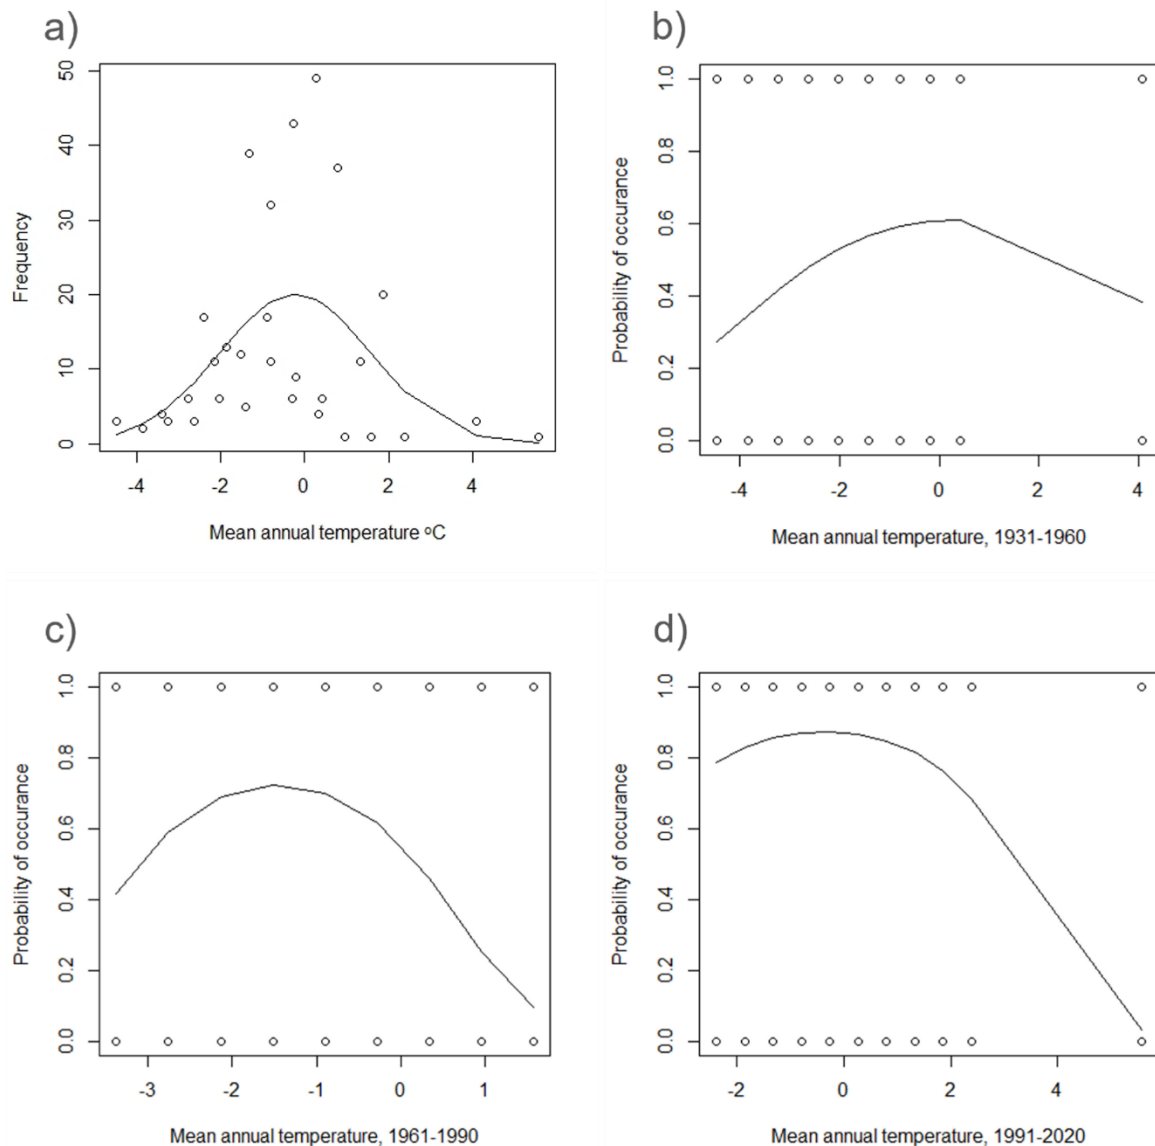 a)
50
40
30
20
10
0
Frequency
-4 -2 0 2 4
Mean annual temperature ºC
b)
1.0
0.8
0.6
0.4
0.2
0.0
Probability of occurance
-4 -2 0 2 4
Mean annual temperature, 1931-1960
c)
1.0
0.8
0.6
0.4
0.2
0.0
Probability of occurance
-3 -2 -1 0 1
Mean annual temperature, 1961-1990
d)
1.0
0.8
0.6
0.4
0.2
0.0
Probability of occurance
-2 0 2 4
Mean annual temperature, 1991-2020